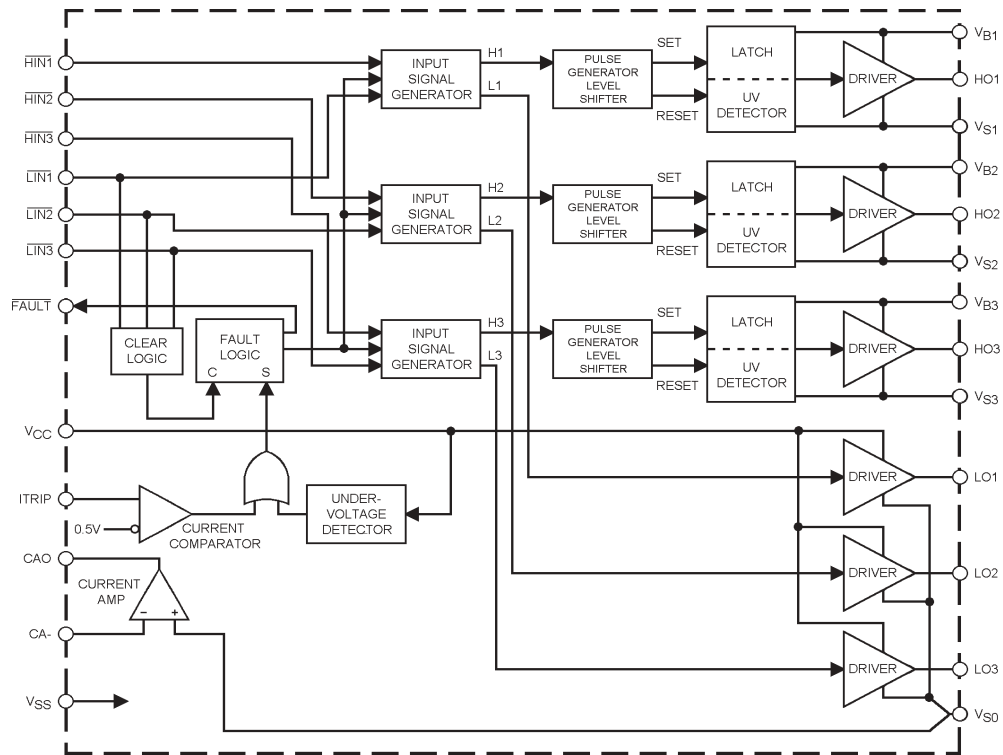 HIN1
HIN2
HIN3
LIN1
LIN2
LIN3
FAULT
VCC
ITRIP
0.5V
CAO
CA-
VSS
CLEAR
LOGIC
FAULT
LOGIC
C S
CURRENT
COMPARATOR
UNDER-
VOLTAGE
DETECTOR
CURRENT
AMP
- +
INPUT
SIGNAL
GENERATOR
H1
L1
PULSE
GENERATOR
LEVEL
SHIFTER
SET
RESET
LATCH
UV
DETECTOR
DRIVER
VB1
HO1
VS1
INPUT
SIGNAL
GENERATOR
H2
L2
PULSE
GENERATOR
LEVEL
SHIFTER
SET
RESET
LATCH
UV
DETECTOR
DRIVER
VB2
HO2
VS2
INPUT
SIGNAL
GENERATOR
H3
L3
PULSE
GENERATOR
LEVEL
SHIFTER
SET
RESET
LATCH
UV
DETECTOR
DRIVER
VB3
HO3
VS3
DRIVER
LO1
DRIVER
LO2
DRIVER
LO3
VS0